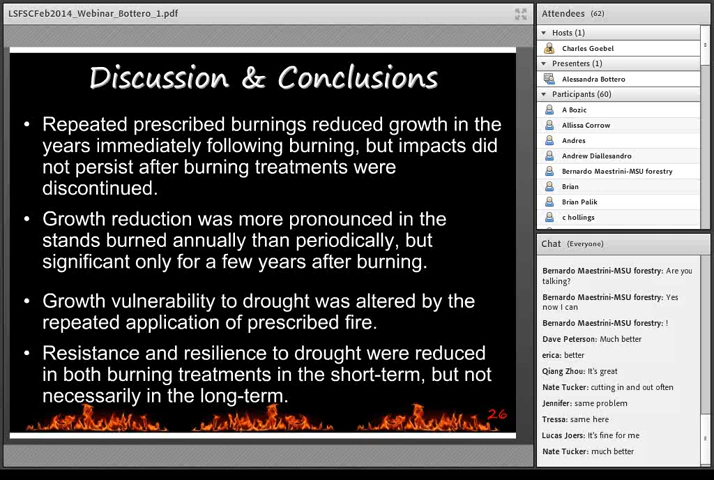 LSFSCFeb2014_Webinar_Bottero_1.pdf
Discussion & Conclusions
• Repeated prescribed burnings reduced growth in the
years immediately following burning, but impacts did
not persist after burning treatments were
discontinued.
• Growth reduction was more pronounced in the
stands burned annually than periodically, but
significant only for a few years after burning.
• Growth vulnerability to drought was altered by the
repeated application of prescribed fire.
• Resistance and resilience to drought were reduced
in both burning treatments in the short-term, but not
necessarily in the long-term.
26
Attendees (62)
Hosts (1)
Charles Goebel
Presenters (1)
Alessandra Bottero
Participants (60)
A Bozic
Allissa Corrow
Andres
Andrew Diallesandro
Bernardo Maestrini-MSU forestry
Brian
Brian Palik
c hollings
Chat (Everyone)
Bernardo Maestrini-MSU forestry: Are you
talking?
Bernardo Maestrini-MSU forestry: Yes
now I can
Bernardo Maestrini-MSU forestry: !
Dave Peterson: Much better
erica: better
Qiang Zhou: It's great
Nate Tucker: cutting in and out often
Jennifer: same problem
Tressa: same here
Lucas Joers: It's fine for me
Nate Tucker: much better